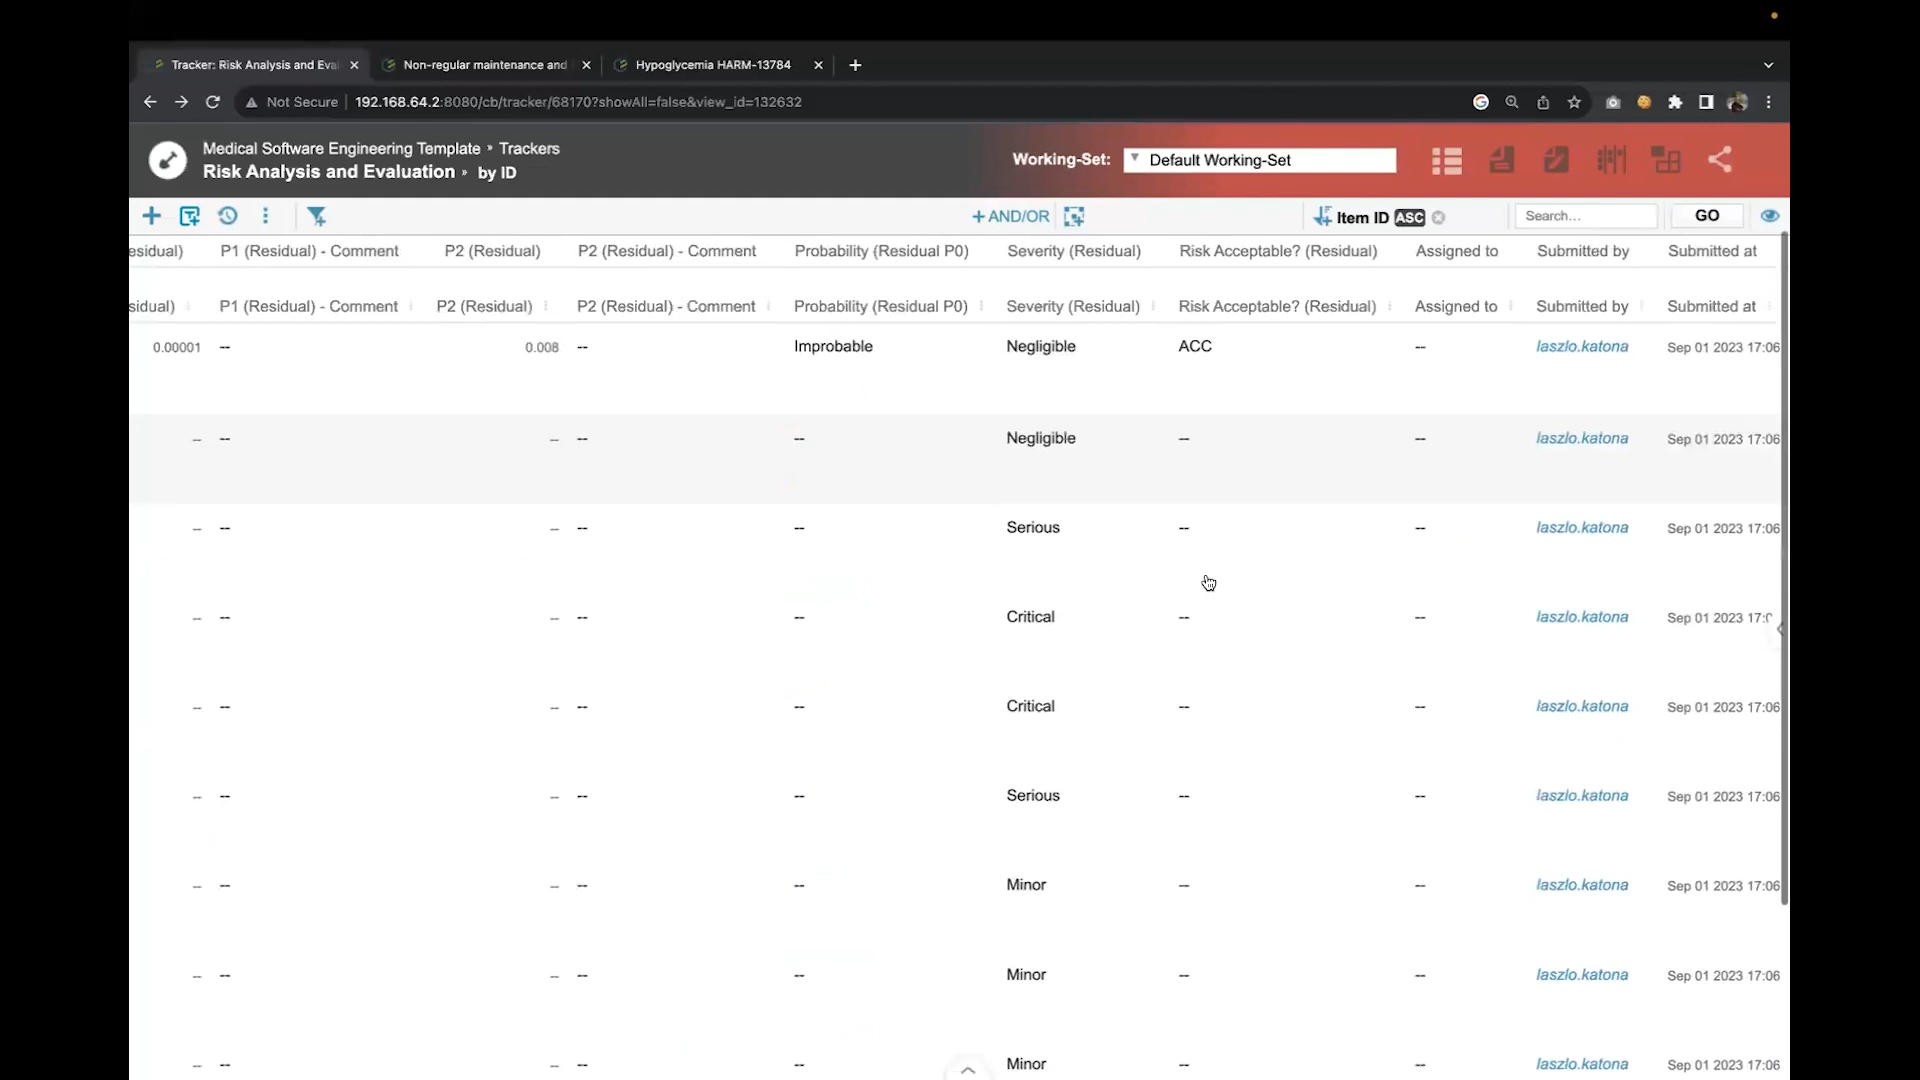 Tracker: Risk Analysis and Eva
Non-regular maintenance and
Hypoglycemia HARM-13784
Not Secure 192.168.64.2:8080/cb/tracker/68170?showAll=false&view_id=132632
Medical Software Engineering Template » Trackers
Risk Analysis and Evaluation » by ID
Working-Set: Default Working-Set
+AND/OR Item ID ASC Search... GO
esidual) P1 (Residual) - Comment P2 (Residual) P2 (Residual) - Comment Probability (Residual P0) Severity (Residual) Risk Acceptable? (Residual) Assigned to Submitted by Submitted at
sidual) P1 (Residual) - Comment P2 (Residual) P2 (Residual) - Comment Probability (Residual P0) Severity (Residual) Risk Acceptable? (Residual) Assigned to Submitted by Submitted at
0.00001 -- 0.008 -- Improbable Negligible ACC -- laszlo.katona Sep 01 2023 17:06
-- -- -- -- -- Negligible -- -- laszlo.katona Sep 01 2023 17:06
-- -- -- -- -- Serious -- -- laszlo.katona Sep 01 2023 17:06
-- -- -- -- -- Critical -- -- laszlo.katona Sep 01 2023 17:0
-- -- -- -- -- Critical -- -- laszlo.katona Sep 01 2023 17:06
-- -- -- -- -- Serious -- -- laszlo.katona Sep 01 2023 17:06
-- -- -- -- -- Minor -- -- laszlo.katona Sep 01 2023 17:06
-- -- -- -- -- Minor -- -- laszlo.katona Sep 01 2023 17:06
-- -- -- -- -- Minor -- -- laszlo.katona Sep 01 2023 17:06